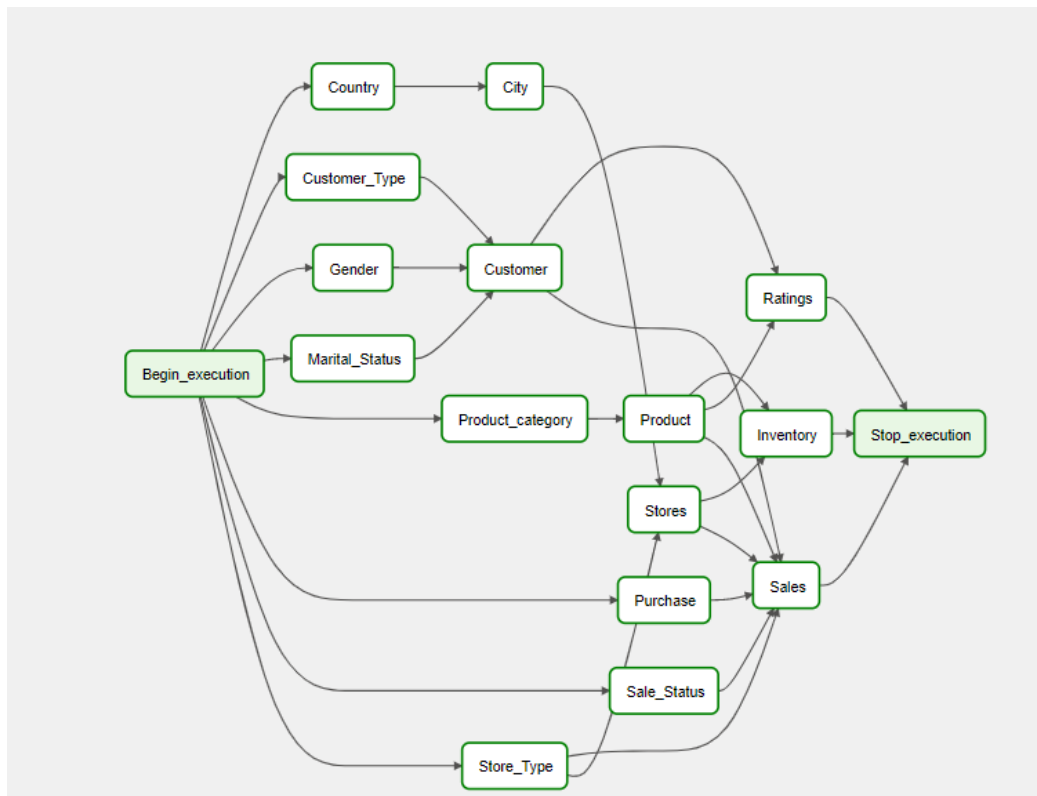 Country
City
Customer_Type
Gender
Customer
Ratings
Marital_Status
Begin_execution
Product_category
Product
Inventory
Stop_execution
Stores
Purchase
Sales
Sale_Status
Store_Type